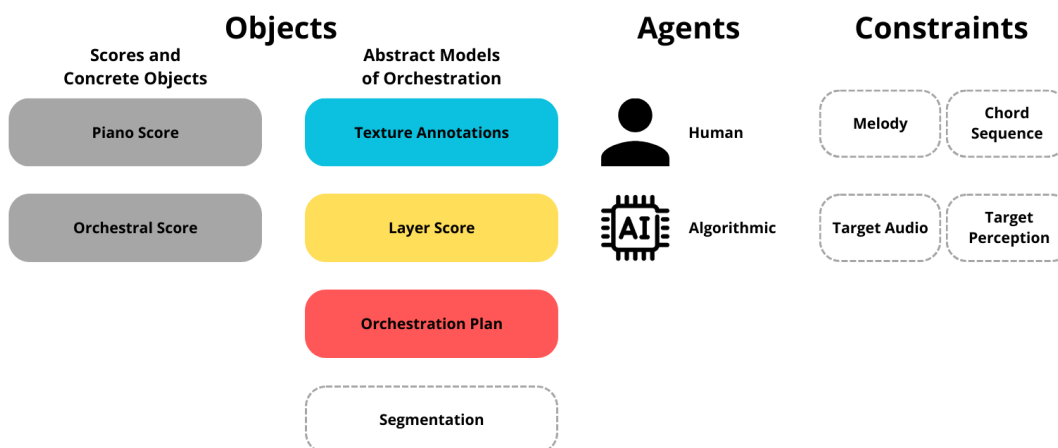 Objects
Agents
Constraints
Scores and
Concrete Objects
Abstract Models
of Orchestration
Piano Score
Texture Annotations
Human
Melody
Chord
Sequence
Orchestral Score
Layer Score
AI
Algorithmic
Target Audio
Target
Perception
Orchestration Plan
Segmentation